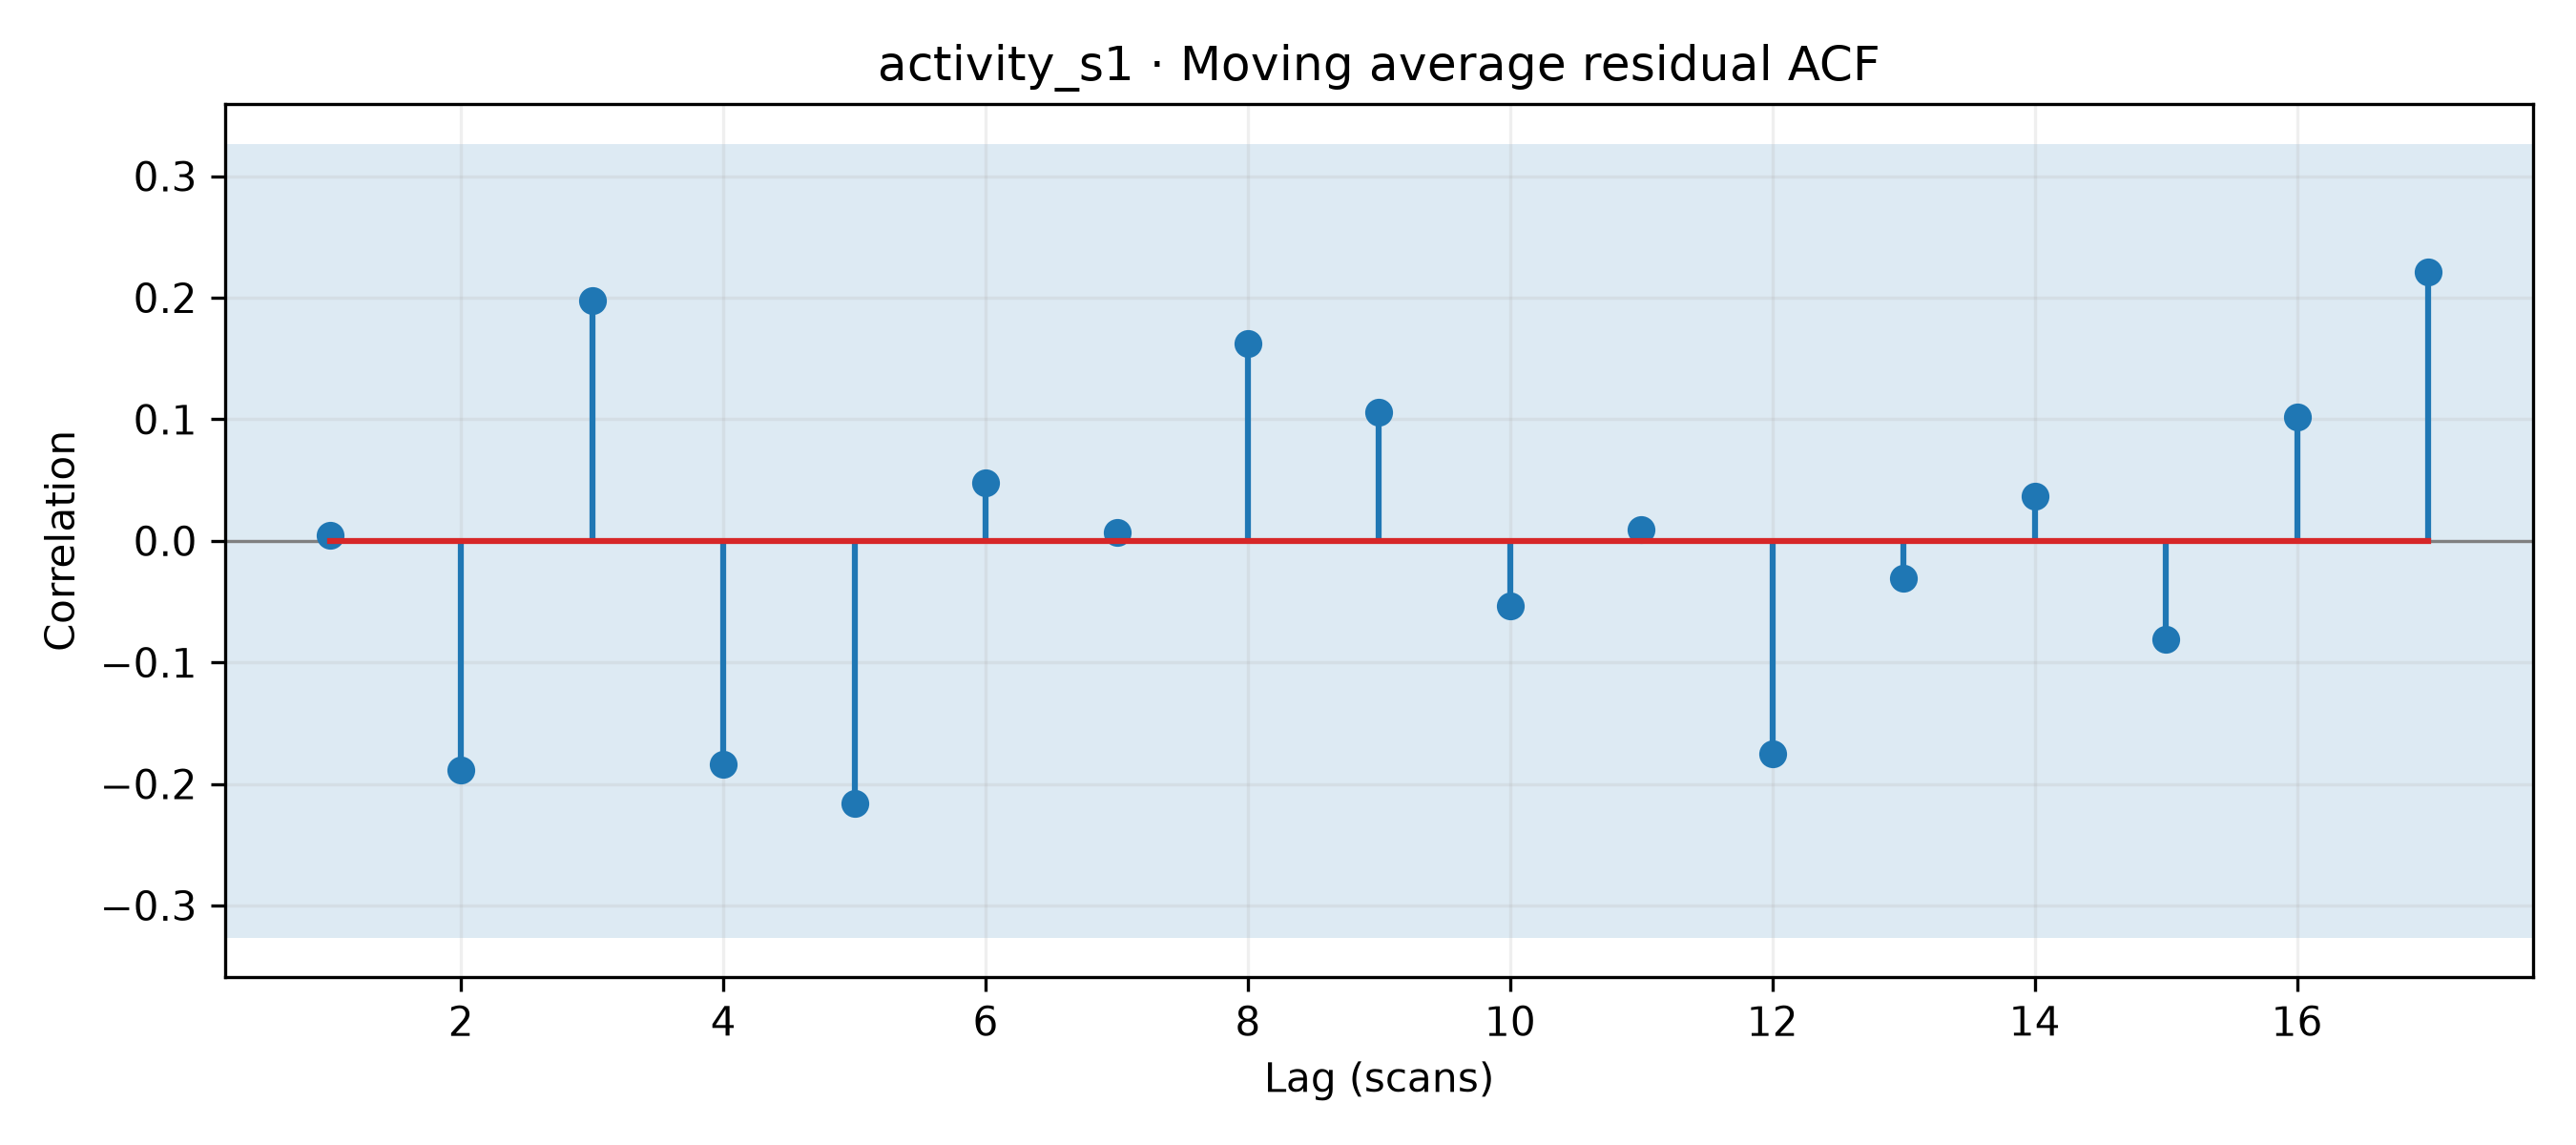 activity_s1 · Moving average residual ACF
Correlation
0.3
0.2
0.1
0.0
−0.1
−0.2
−0.3
2 4 6 8 10 12 14 16
Lag (scans)